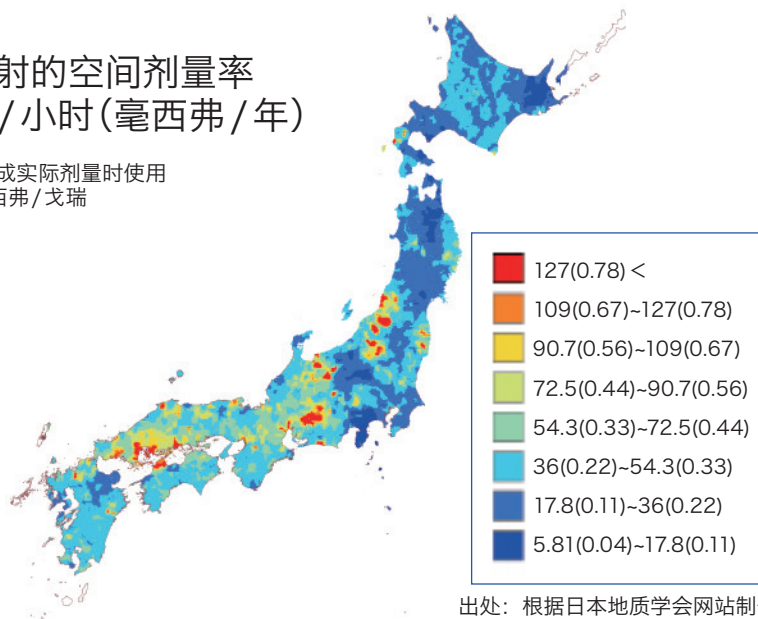 射的空间剂量率
/小时(毫西弗/年)
成实际剂量时使用
西弗/戈瑞
127(0.78)<
109(0.67)~127(0.78)
90.7(0.56)~109(0.67)
72.5(0.44)~90.7(0.56)
54.3(0.33)~72.5(0.44)
36(0.22)~54.3(0.33)
17.8(0.11)~36(0.22)
5.81(0.04)~17.8(0.11)
出处：根据日本地质学会网站制